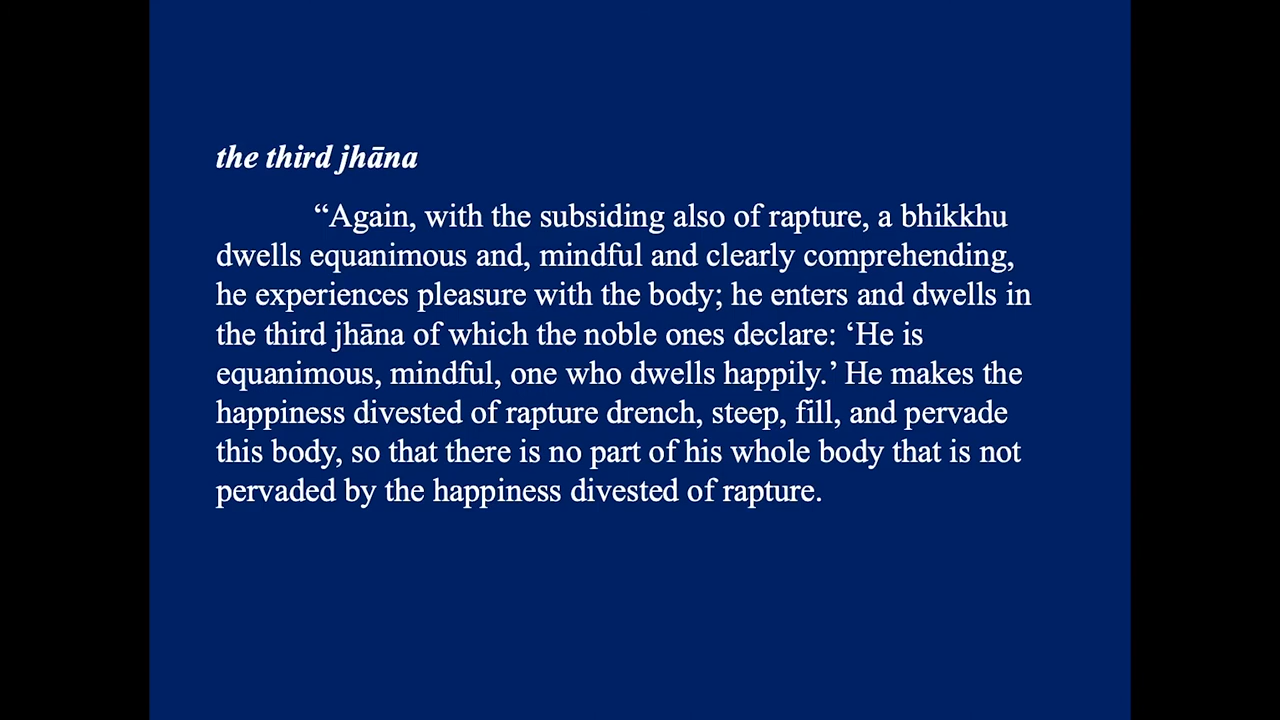 the third jhāna
“Again, with the subsiding also of rapture, a bhikkhu
dwells equanimous and, mindful and clearly comprehending,
he experiences pleasure with the body; he enters and dwells in
the third jhāna of which the noble ones declare: ‘He is
equanimous, mindful, one who dwells happily.’ He makes the
happiness divested of rapture drench, steep, fill, and pervade
this body, so that there is no part of his whole body that is not
pervaded by the happiness divested of rapture.